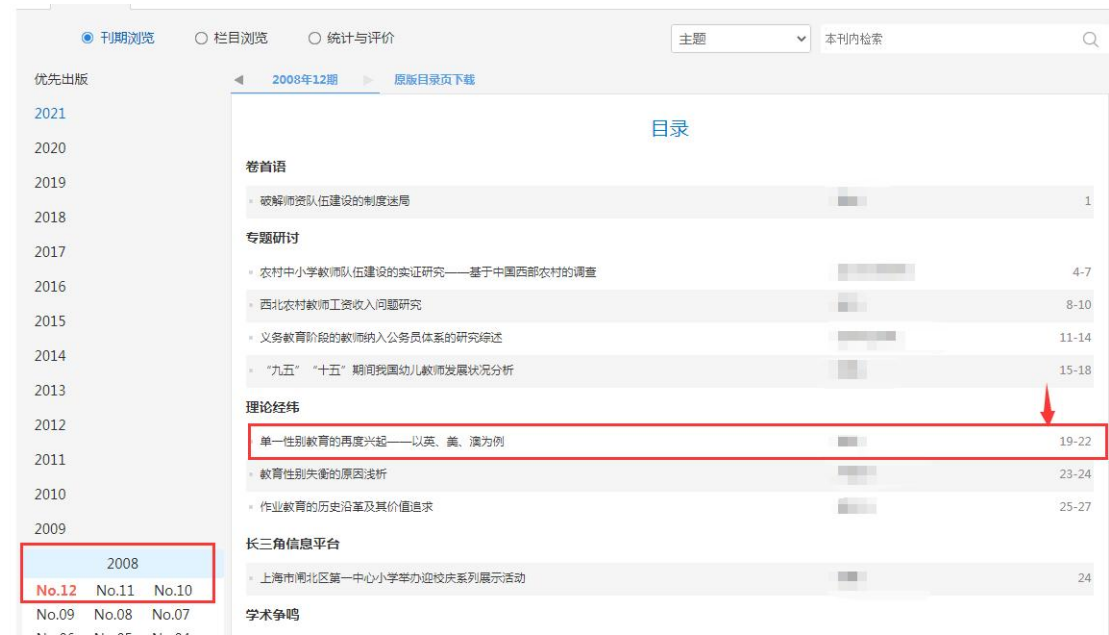 刊期浏览 栏目浏览 统计与评价 主题 本刊内检索
优先出版
2008年12期 原版目录页下载
2021
2020
2019
2018
2017
2016
2015
2014
2013
2012
2011
2010
2009
2008
No.12 No.11 No.10
No.09 No.08 No.07
目录
卷首语
破解师资队伍建设的制度迷局 1
专题研讨
农村中小学教师队伍建设的实证研究——基于中国西部农村的调查 4-7
西北农村教师工资收入问题研究 8-10
义务教育阶段的教师纳入公务员体系的研究综述 11-14
“九五”“十五”期间我国幼儿教师发展状况分析 15-18
理论经纬
单一性别教育的再度兴起——以英、美、澳为例 19-22
教育性别失衡的原因浅析 23-24
作业教育的历史沿革及其价值追求 25-27
长三角信息平台
上海市闸北区第一中心小学举办迎校庆系列展示活动 24
学术争鸣